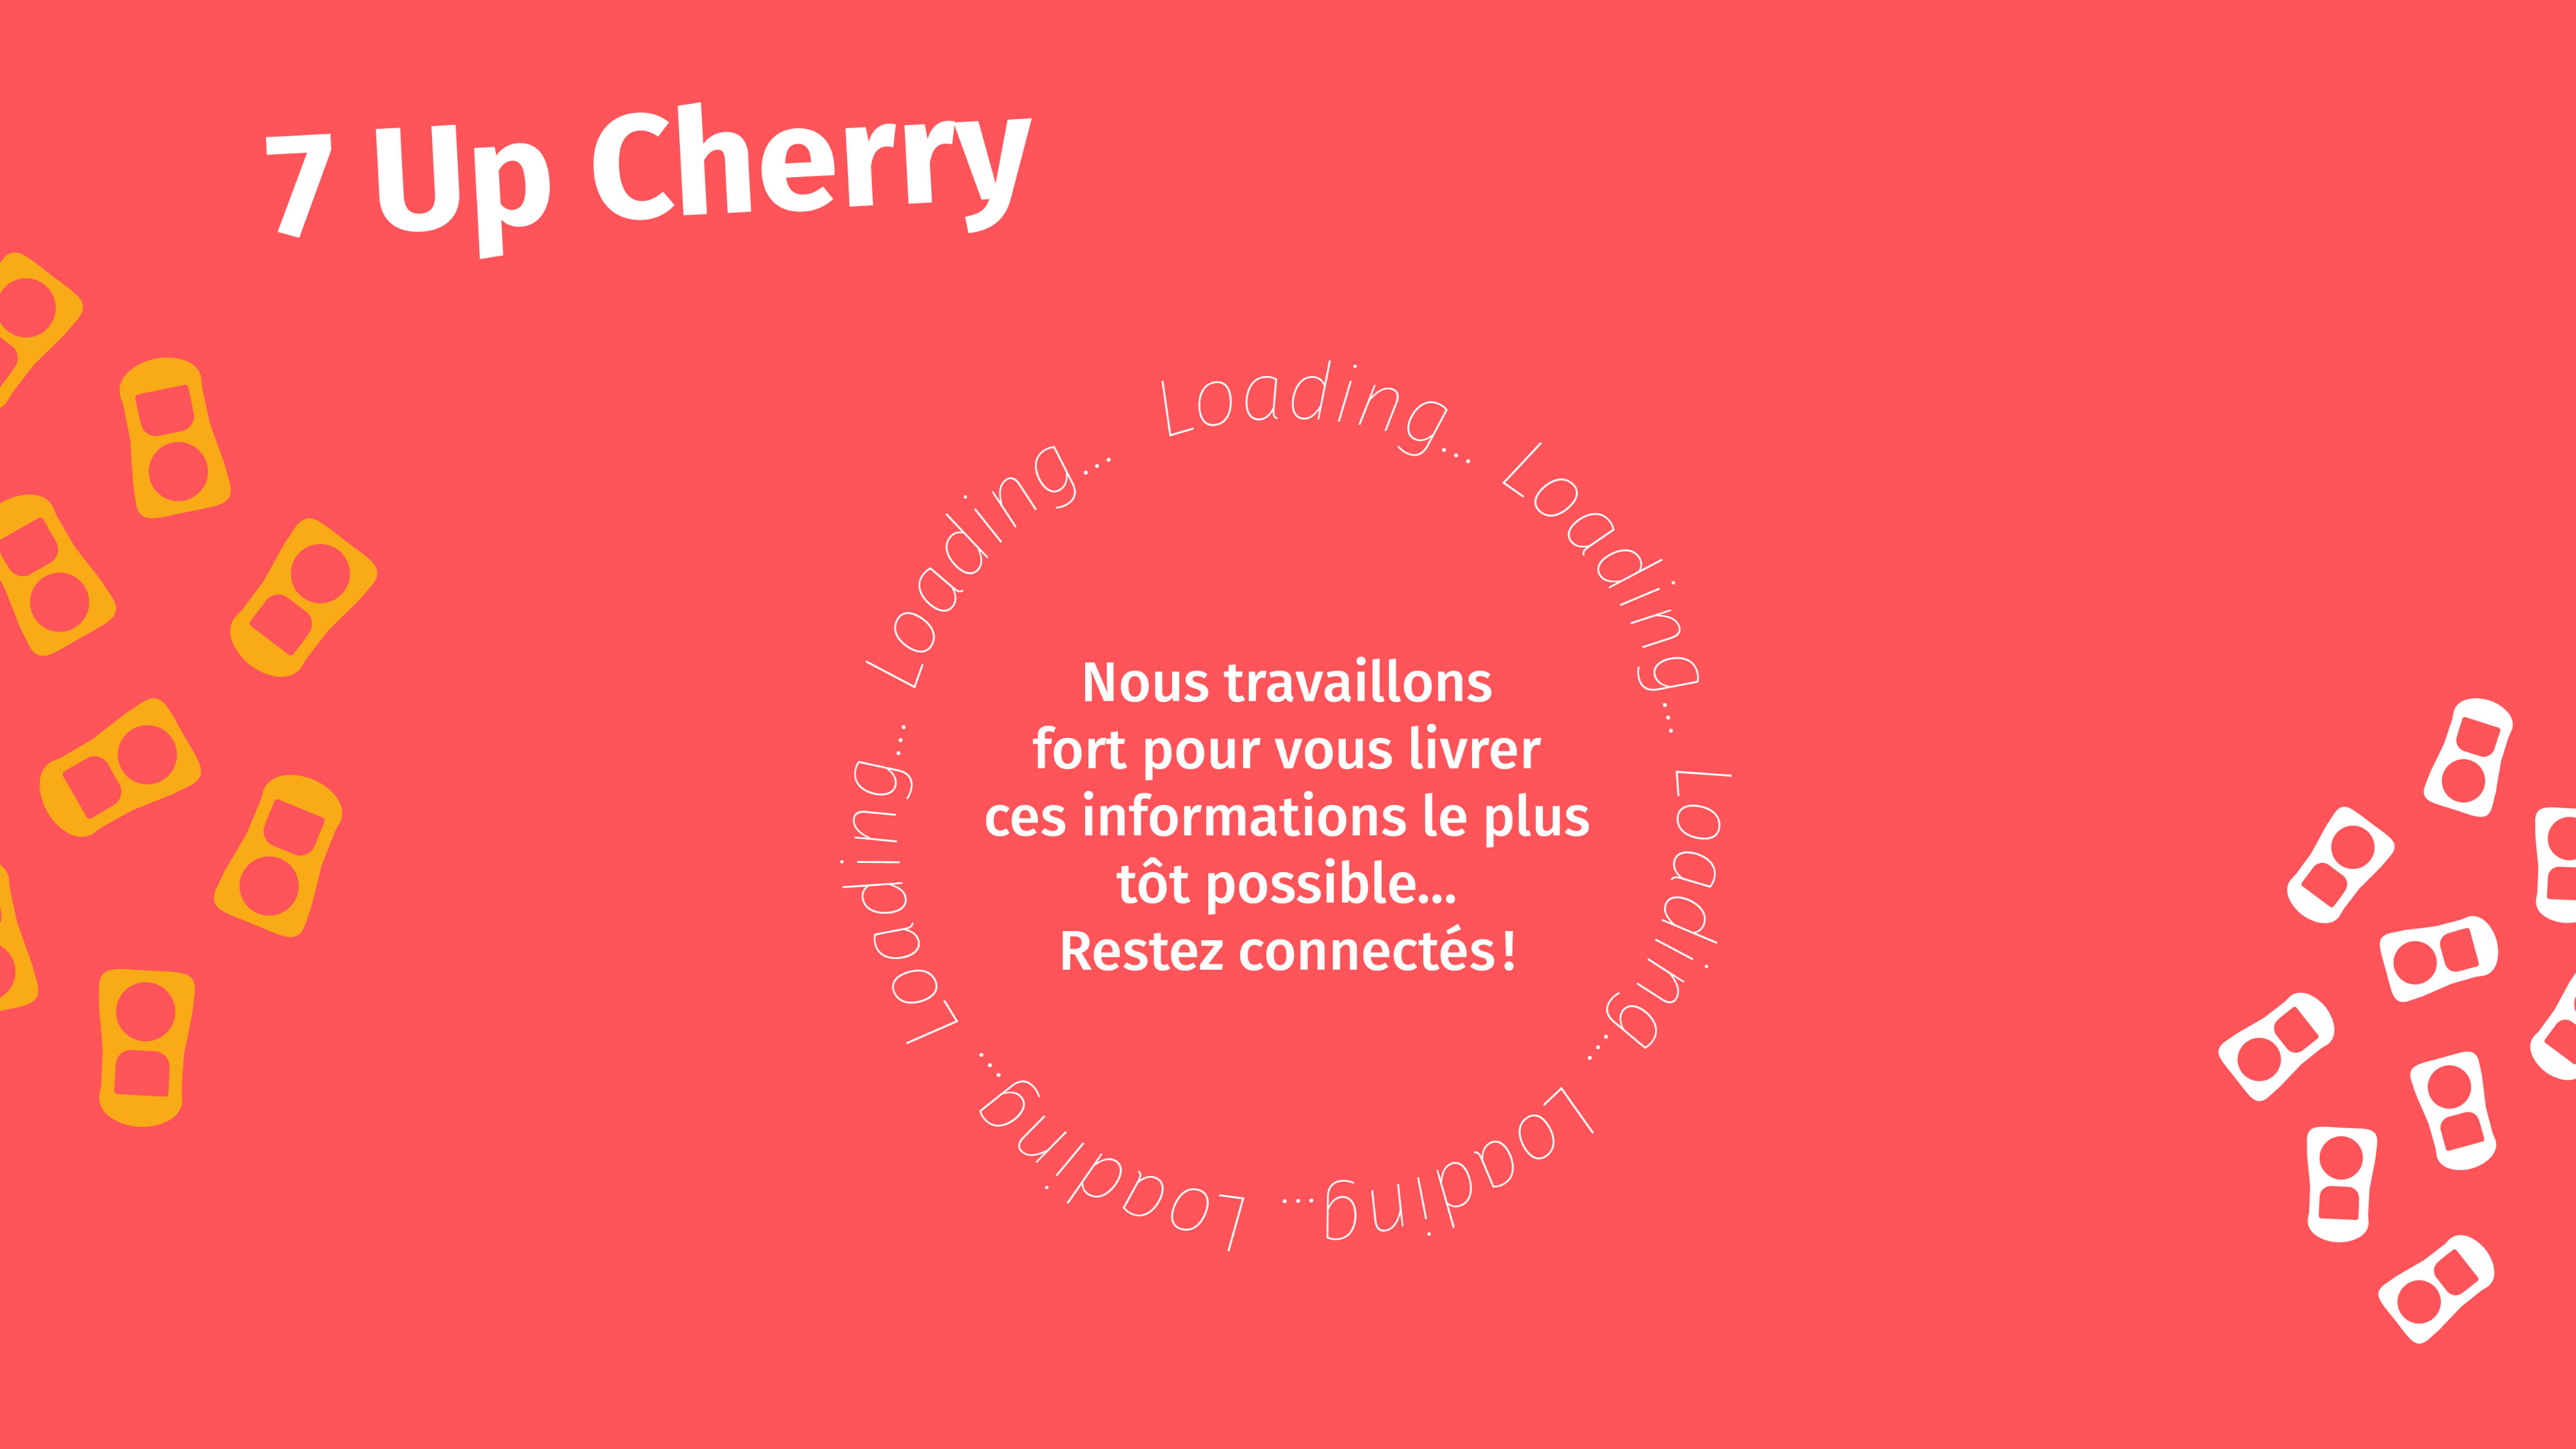 7 Up Cherry
Loading... Loading... Loading... Loading... Loading... Loading... Loading...
Nous travaillons
fort pour vous livrer
ces informations le plus
tôt possible...
Restez connectés !